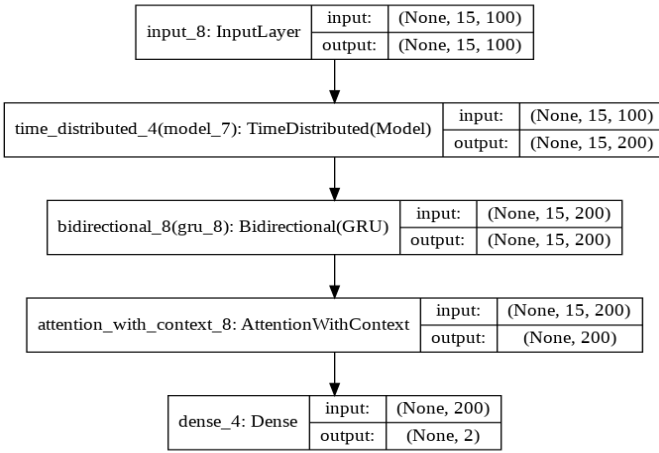 input_8: InputLayer
input: (None, 15, 100)
output: (None, 15, 100)
time_distributed_4(model_7): TimeDistributed(Model)
input: (None, 15, 100)
output: (None, 15, 200)
bidirectional_8(gru_8): Bidirectional(GRU)
input: (None, 15, 200)
output: (None, 15, 200)
attention_with_context_8: AttentionWithContext
input: (None, 15, 200)
output: (None, 200)
dense_4: Dense
input: (None, 200)
output: (None, 2)